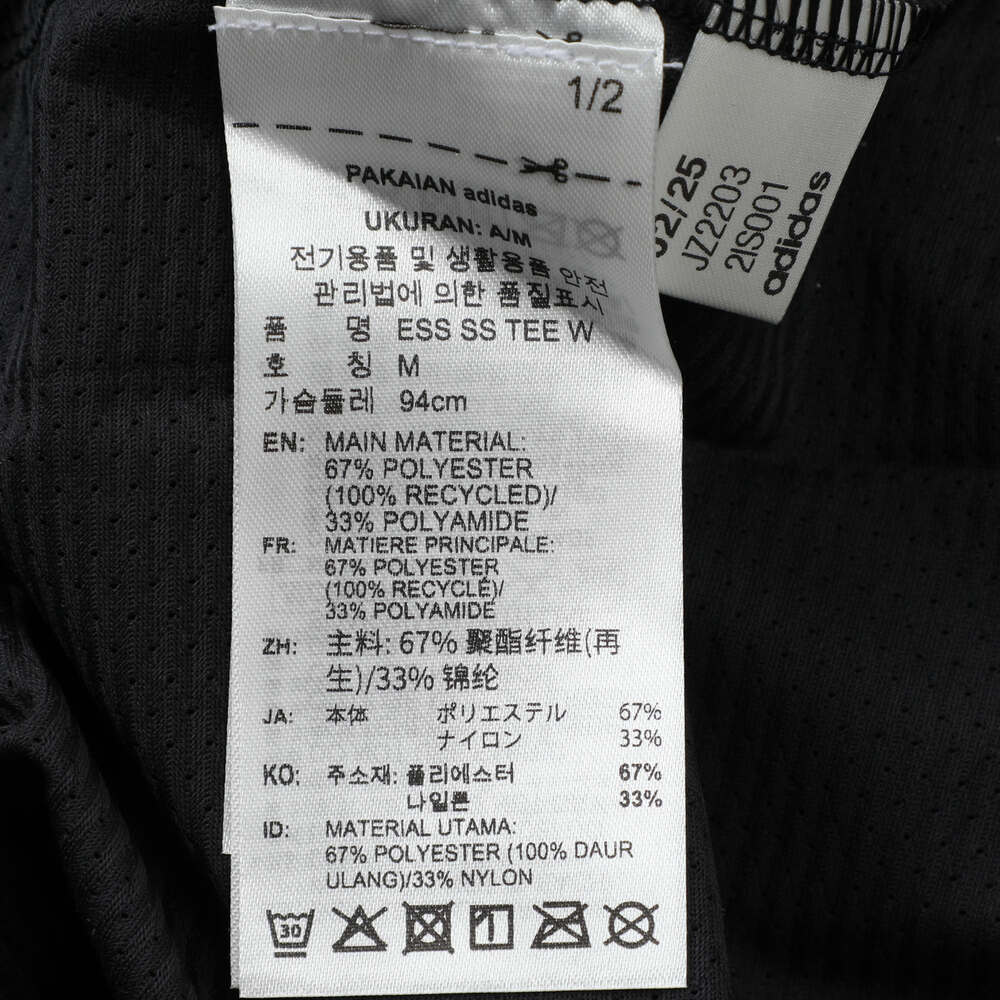 1/2
PAKAIAN adidas
UKURAN: A/M
전기용품 및 생활용품 안전
관리법에 의한 품질표시
품 명 ESS SS TEE W
호 칭 M
가슴둘레 94cm
EN: MAIN MATERIAL:
67% POLYESTER
(100% RECYCLED)/
33% POLYAMIDE
FR: MATIERE PRINCIPALE:
67% POLYESTER
(100% RECYCLÉ)/
33% POLYAMIDE
ZH: 主料: 67% 聚酯纤维(再
生)/33% 锦纶
JA: 本体 ポリエステル 67%
ナイロン 33%
KO: 주소재: 폴리에스터 67%
나일론 33%
ID: MATERIAL UTAMA:
67% POLYESTER (100% DAUR
ULANG)/33% NYLON
30
02/25
JZ2203
2IS001
adidas